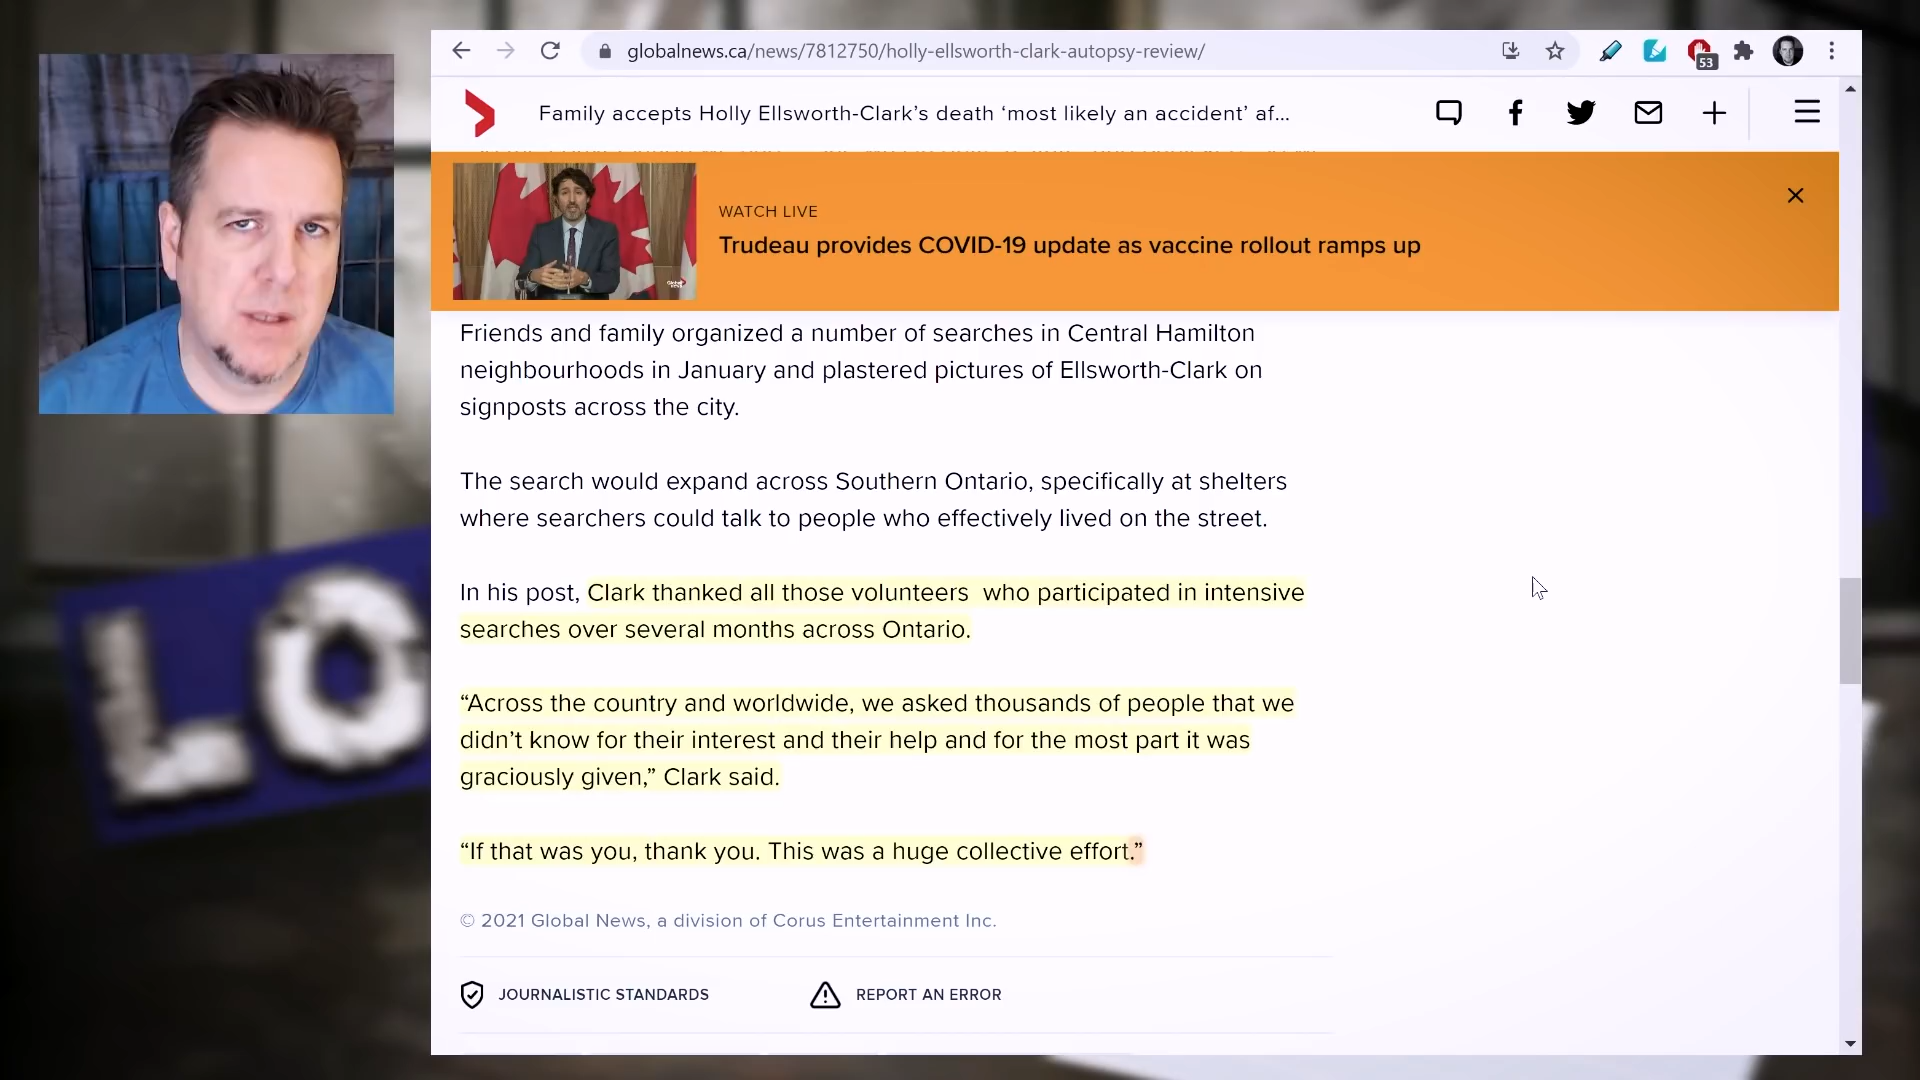 globalnews.ca/news/7812750/holly-ellsworth-clark-autopsy-review/
53
Family accepts Holly Ellsworth-Clark’s death ‘most likely an accident’ af...
WATCH LIVE
Trudeau provides COVID-19 update as vaccine rollout ramps up
Friends and family organized a number of searches in Central Hamilton
neighbourhoods in January and plastered pictures of Ellsworth-Clark on
signposts across the city.
The search would expand across Southern Ontario, specifically at shelters
where searchers could talk to people who effectively lived on the street.
In his post, Clark thanked all those volunteers  who participated in intensive
searches over several months across Ontario.
“Across the country and worldwide, we asked thousands of people that we
didn’t know for their interest and their help and for the most part it was
graciously given,” Clark said.
“If that was you, thank you. This was a huge collective effort.”
© 2021 Global News, a division of Corus Entertainment Inc.
JOURNALISTIC STANDARDS
REPORT AN ERROR
LO